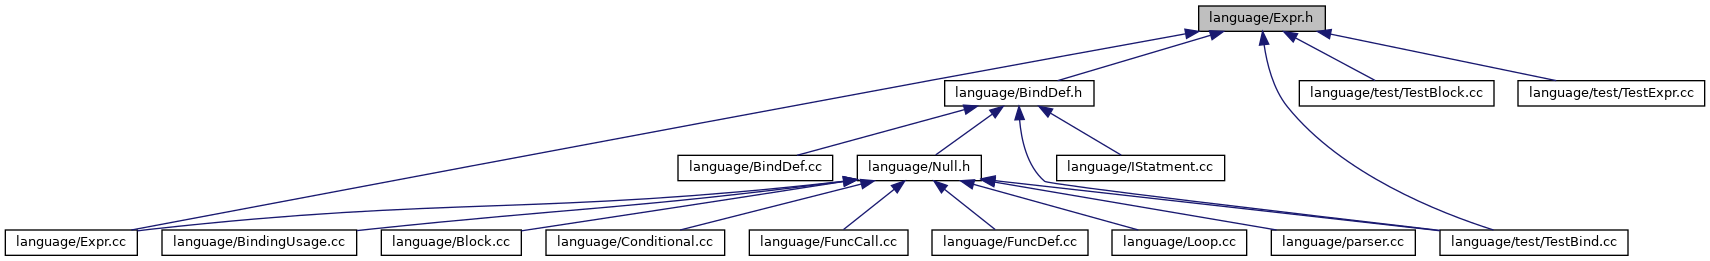 language/Expr.h
language/BindDef.h
language/test/TestBlock.cc
language/test/TestExpr.cc
language/BindDef.cc
language/Null.h
language/IStatment.cc
language/Expr.cc
language/BindingUsage.cc
language/Block.cc
language/Conditional.cc
language/FuncCall.cc
language/FuncDef.cc
language/Loop.cc
language/parser.cc
language/test/TestBind.cc